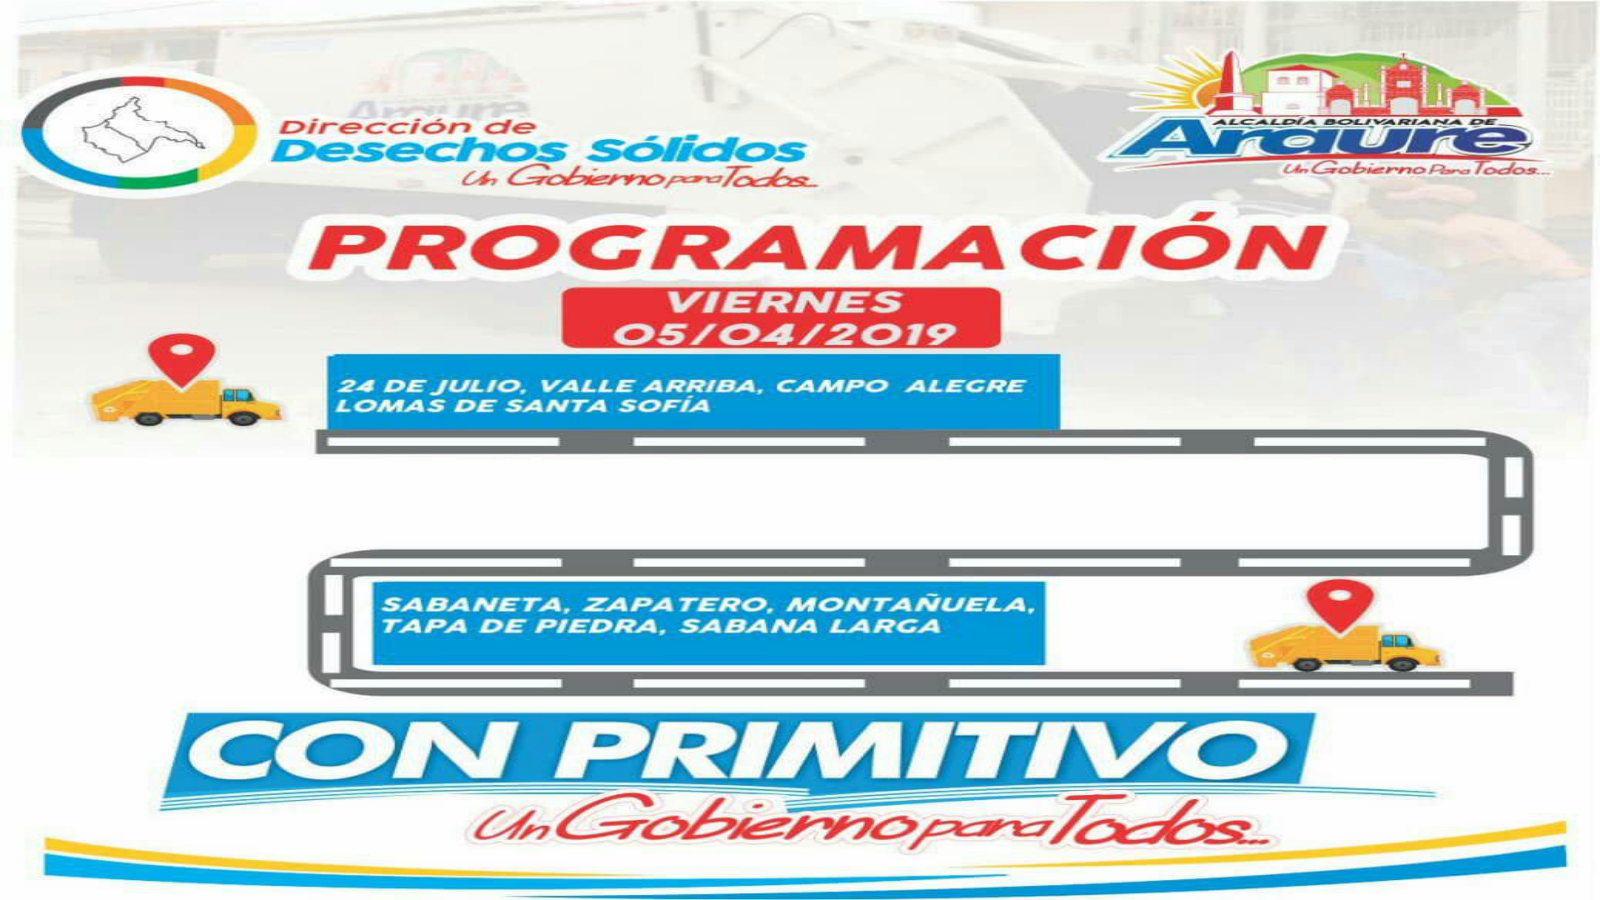 Araure
Dirección de
Desechos Sólidos
Un Gobierno para Todos...
ALCALDÍA BOLIVARIANA DE
Araure
Un Gobierno Para Todos...
PROGRAMACIÓN
VIERNES
05/04/2019
24 DE JULIO, VALLE ARRIBA, CAMPO ALEGRE
LOMAS DE SANTA SOFÍA
SABANETA, ZAPATERO, MONTAÑUELA,
TAPA DE PIEDRA, SABANA LARGA
CON PRIMITIVO
Un Gobierno para Todos...